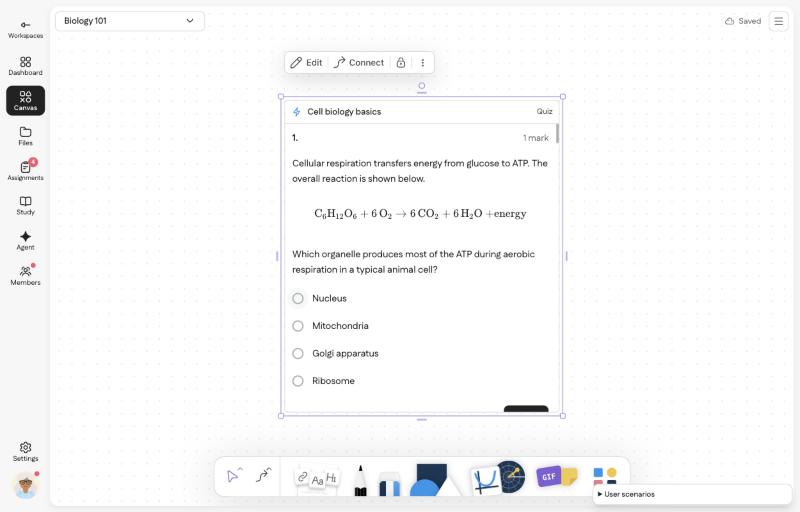 Workspaces
Dashboard
Canvas
Files
4
Assignments
Study
Agent
Members
Settings
Biology 101
Saved
Edit
Connect
Cell biology basics
Quiz
1.
1 mark
Cellular respiration transfers energy from glucose to ATP. The
overall reaction is shown below.
C₆H₁₂O₆ + 6 O₂ → 6 CO₂ + 6 H₂O +energy
Which organelle produces most of the ATP during aerobic
respiration in a typical animal cell?
Nucleus
Mitochondria
Golgi apparatus
Ribosome
Aa
H₁
GIF
User scenarios